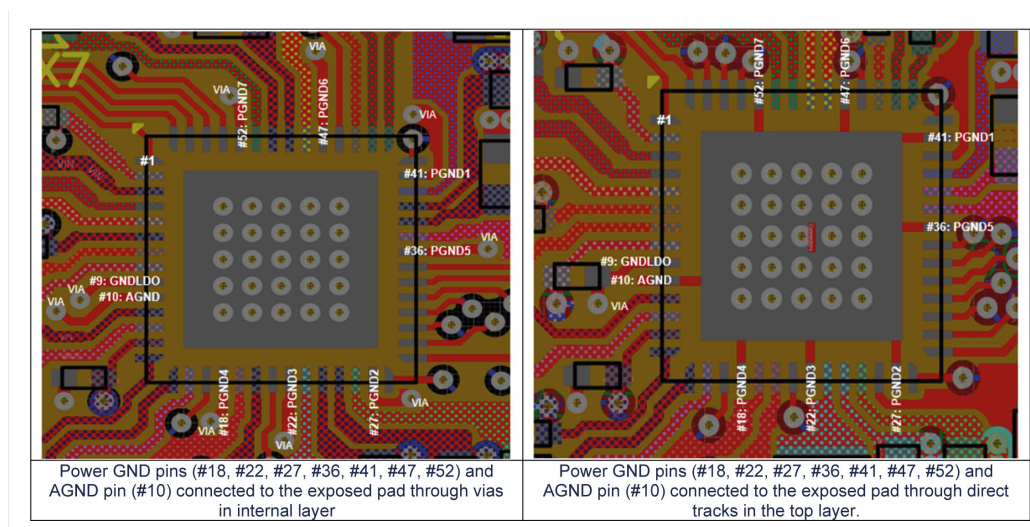 VIA
VIA
#52: PGND7
#47: PGND6
VIA
#1
VIN
VIN
#41: PGND1
#36: PGND5
VIA
#9: GNDLDO
VIA
#10: AGND
VIA
#18: PGND4
#22: PGND3
#27: PGND2
VIA
VIA
VIA
Power GND pins (#18, #22, #27, #36, #41, #47, #52) and
AGND pin (#10) connected to the exposed pad through vias
in internal layer
#52: PGND7
#47: PGND6
#1
#41: PGND1
#36: PGND5
#9: GNDLDO
#10: AGND
VIA
#18: PGND4
#22: PGND3
#27: PGND2
Power GND pins (#18, #22, #27, #36, #41, #47, #52) and
AGND pin (#10) connected to the exposed pad through direct
tracks in the top layer.